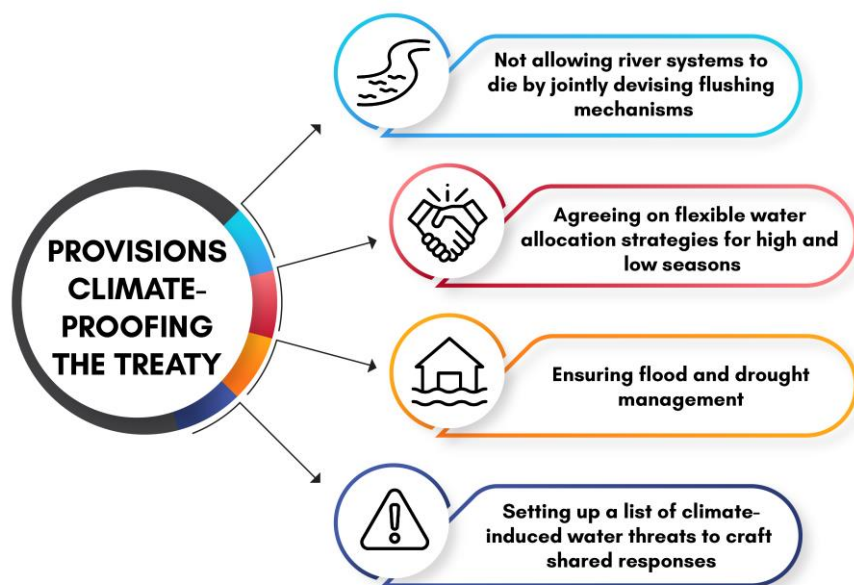 PROVISIONS
CLIMATE-
PROOFING
THE TREATY
Not allowing river systems to
die by jointly devising flushing
mechanisms
Agreeing on flexible water
allocation strategies for high and
low seasons
Ensuring flood and drought
management
Setting up a list of climate-
induced water threats to craft
shared responses